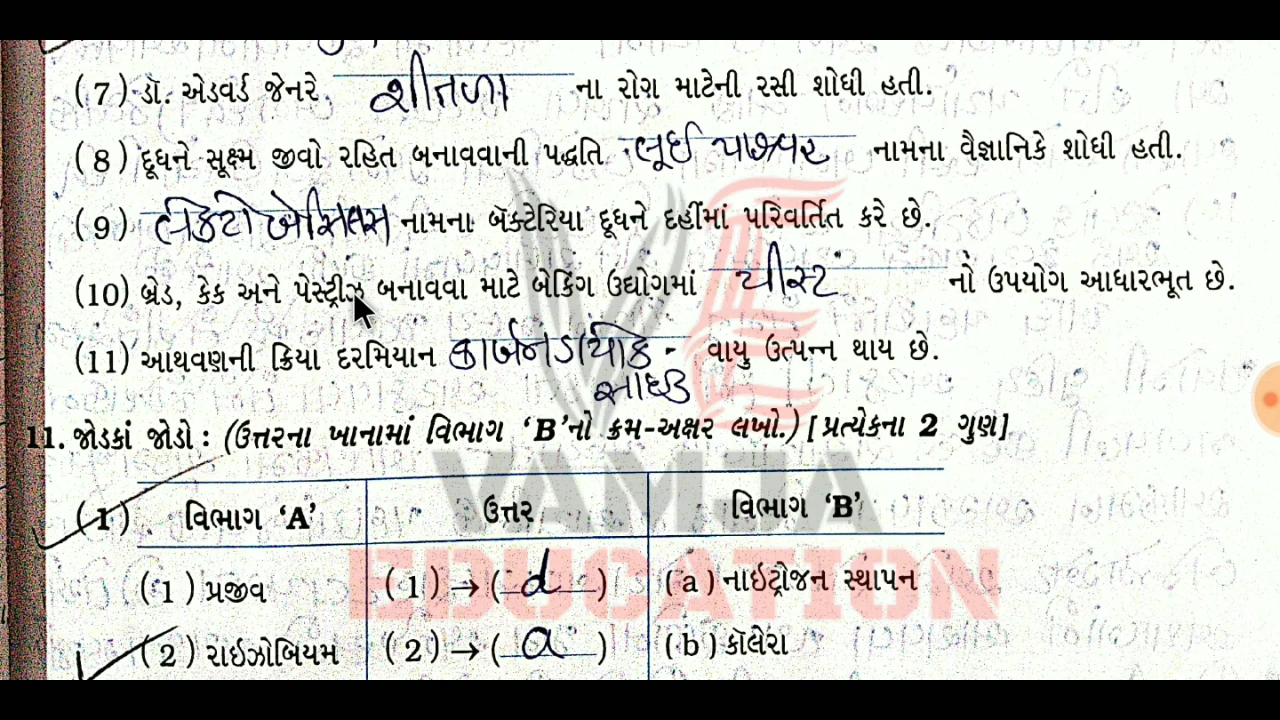 (7) ડૉ. એડવર્ડ જેનરે શીતળા ના રોગ માટેની રસી શોધી હતી.
(8) દૂધને સૂક્ષ્મ જીવો રહિત બનાવવાની પદ્ધતિ લૂઈ પાશ્ચર નામના વૈજ્ઞાનિકે શોધી હતી.
(9) લેક્ટોબેસિલસ નામના બૅક્ટેરિયા દૂધને દહીંમાં પરિવર્તિત કરે છે.
(10) બ્રેડ, કેક અને પેસ્ટ્રીઝ બનાવવા માટે બેકિંગ ઉદ્યોગમાં યીસ્ટ નો ઉપયોગ આધારભૂત છે.
(11) આથવણની ક્રિયા દરમિયાન કાર્બન ડાયોક્સાઇડ વાયુ ઉત્પન્ન થાય છે.
11. જોડકાં જોડો : (ઉત્તરના ખાનામાં વિભાગ ‘B’નો ક્રમ-અક્ષર લખો.) [પ્રત્યેકના 2 ગુણ]
(1) વિભાગ ‘A’ ઉત્તર વિભાગ ‘B’
(1) પ્રજીવ (1) → (d) (a) નાઇટ્રોજન સ્થાપન
(2) રાઇઝોબિયમ (2) → (a) (b) કૉલેરા
VAMJA
EDUCATION